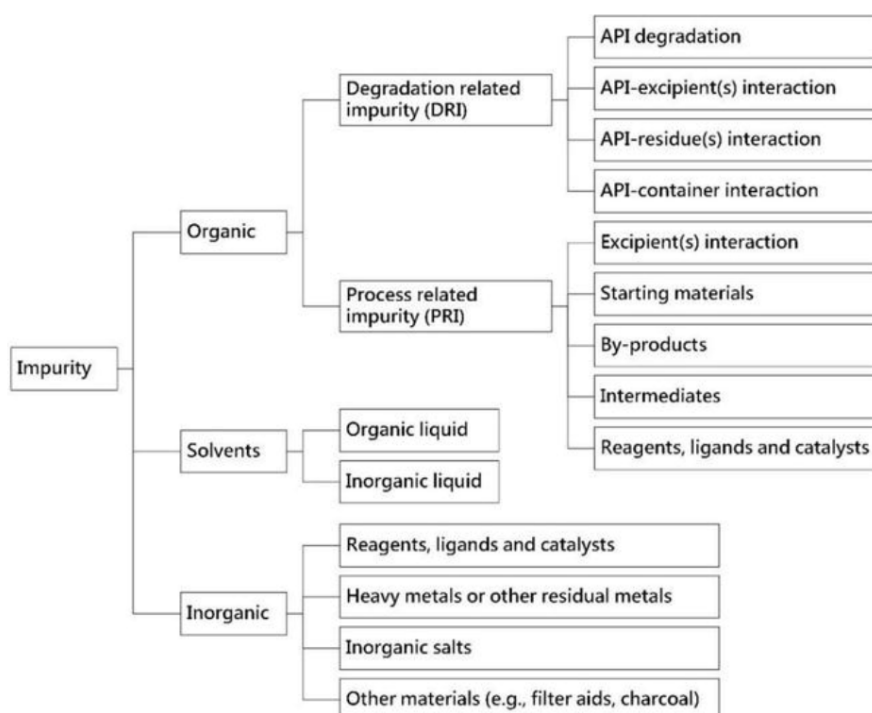 Impurity
Organic
Degradation related
impurity (DRI)
API degradation
API-excipient(s) interaction
API-residue(s) interaction
API-container interaction
Process related
impurity (PRI)
Excipient(s) interaction
Starting materials
By-products
Intermediates
Reagents, ligands and catalysts
Solvents
Organic liquid
Inorganic liquid
Inorganic
Reagents, ligands and catalysts
Heavy metals or other residual metals
Inorganic salts
Other materials (e.g., filter aids, charcoal)